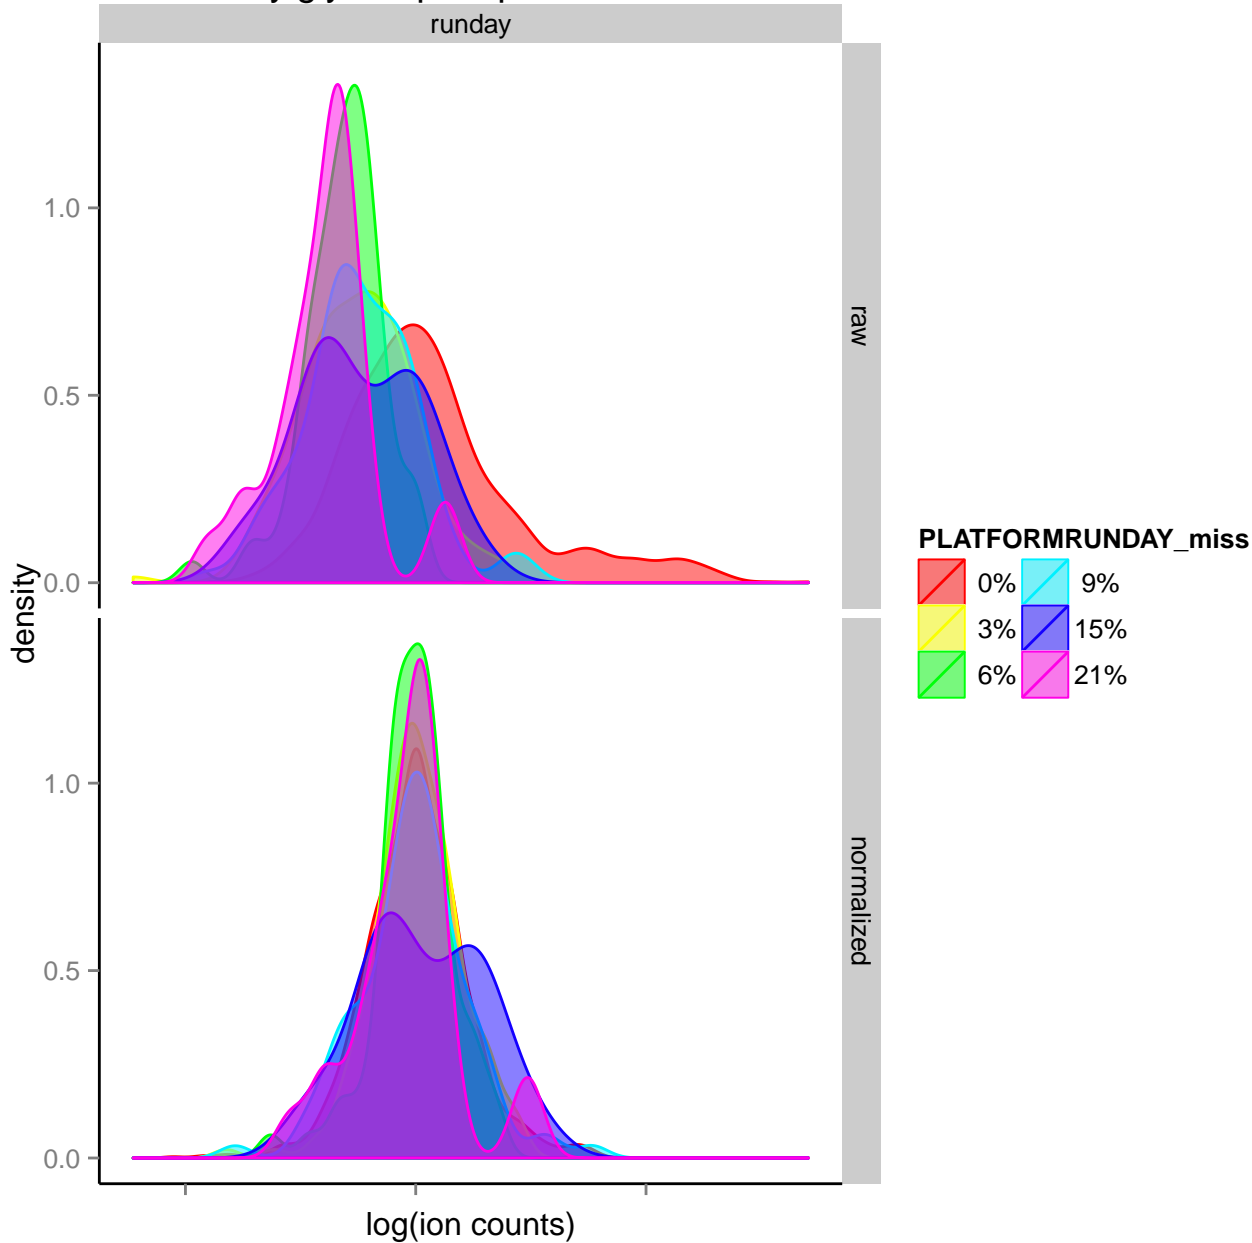 runday
raw
normalized
density
1.0
0.5
0.0
1.0
0.5
0.0
log(ion counts)
PLATFORMRUNDAY_miss
0% 9%
3% 15%
6% 21%